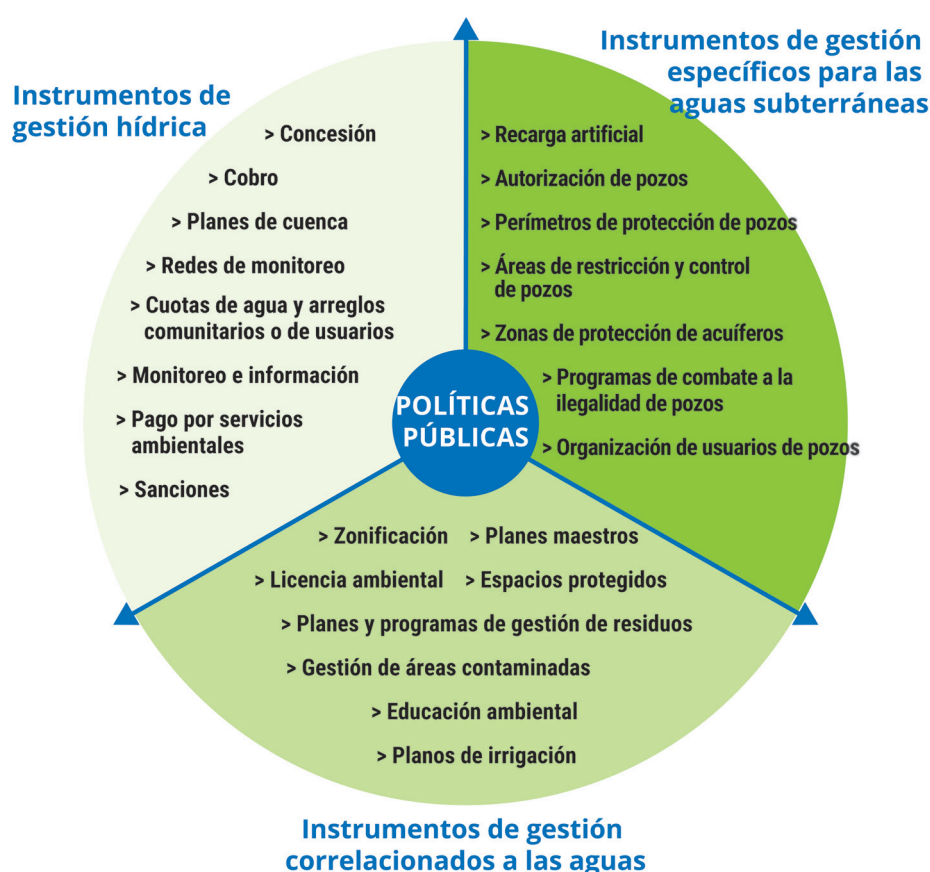 Instrumentos de
gestión hídrica
> Concesión
> Cobro
> Planes de cuenca
> Redes de monitoreo
> Cuotas de agua y arreglos
comunitarios o de usuarios
> Monitoreo e información
> Pago por servicios
ambientales
> Sanciones
Instrumentos de gestión
específicos para las
aguas subterráneas
> Recarga artificial
> Autorización de pozos
> Perímetros de protección de pozos
> Áreas de restricción y control
de pozos
> Zonas de protección de acuíferos
> Programas de combate a la
ilegalidad de pozos
> Organización de usuarios de pozos
POLÍTICAS
PÚBLICAS
> Zonificación > Planes maestros
> Licencia ambiental > Espacios protegidos
> Planes y programas de gestión de residuos
> Gestión de áreas contaminadas
> Educación ambiental
> Planos de irrigación
Instrumentos de gestión
correlacionados a las aguas